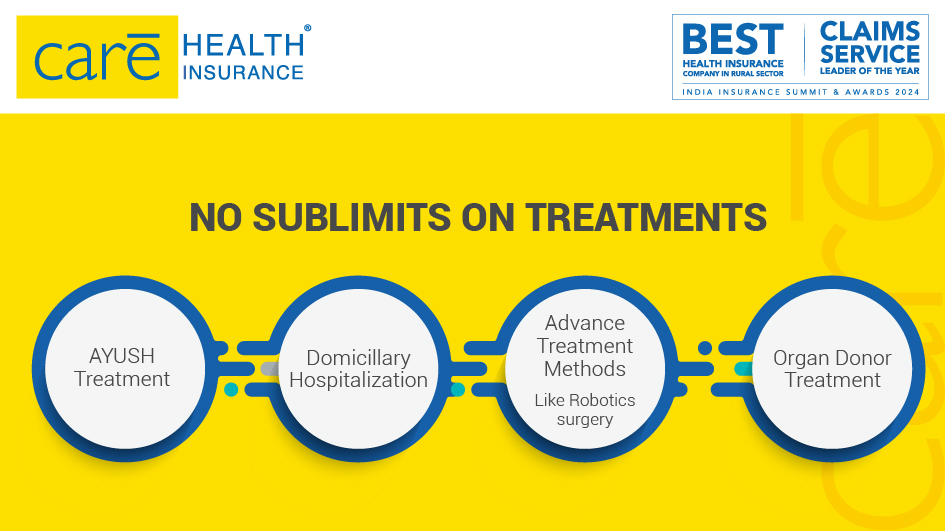 carē HEALTH®
INSURANCE
BEST
HEALTH INSURANCE
COMPANY IN RURAL SECTOR
CLAIMS
SERVICE
LEADER OF THE YEAR
INDIA INSURANCE SUMMIT & AWARDS 2024
NO SUBLIMITS ON TREATMENTS
AYUSH
Treatment
Domicillary
Hospitalization
Advance
Treatment
Methods
Like Robotics
surgery
Organ Donor
Treatment
carē